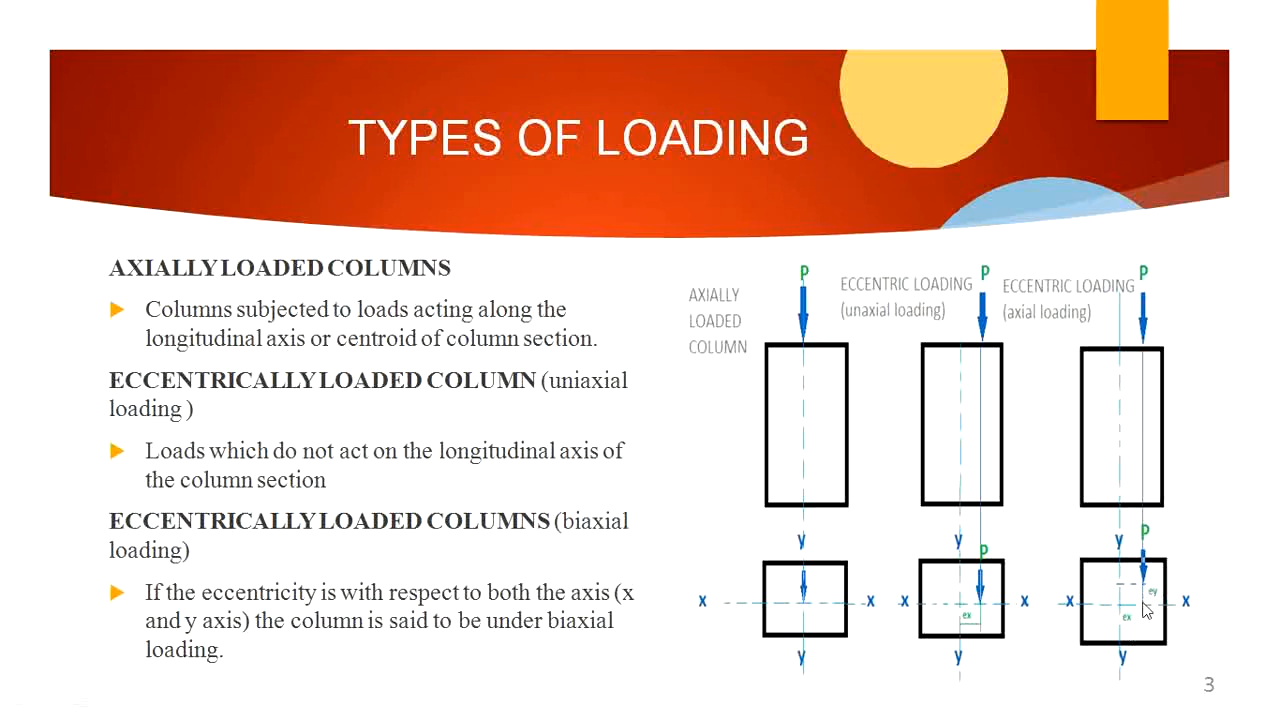 TYPES OF LOADING
AXIALLY LOADED COLUMNS
Columns subjected to loads acting along the
longitudinal axis or centroid of column section.
ECCENTRICALLY LOADED COLUMN (uniaxial
loading )
Loads which do not act on the longitudinal axis of
the column section
ECCENTRICALLY LOADED COLUMNS (biaxial
loading)
If the eccentricity is with respect to both the axis (x
and y axis) the column is said to be under biaxial
loading.
P
AXIALLY
LOADED
COLUMN
y
x
x
y
P
ECCENTRIC LOADING
(unaxial loading)
y
P
x
x
ex
y
P
ECCENTRIC LOADING
(axial loading)
y
P
x
x
ey
ex
y
3